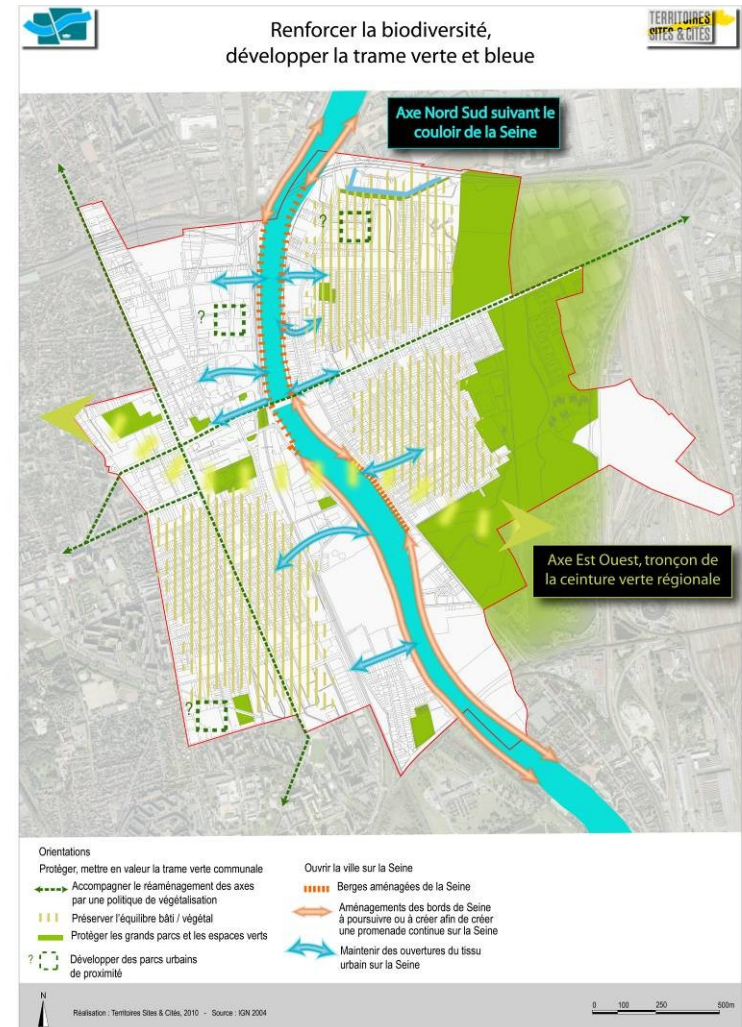 TERRITOIRES
SITES & CITÉS
Renforcer la biodiversité,
développer la trame verte et bleue
Axe Nord Sud suivant le
couloir de la Seine
?
?
Axe Est Ouest, tronçon de
la ceinture verte régionale
?
Orientations
Protéger, mettre en valeur la trame verte communale
Accompagner le réaménagement des axes
par une politique de végétalisation
Préserver l'équilibre bâti / végétal
Protéger les grands parcs et les espaces verts
? Développer des parcs urbains
de proximité
Ouvrir la ville sur la Seine
Berges aménagées de la Seine
Aménagements des bords de Seine
à poursuivre ou à créer afin de créer
une promenade continue sur la Seine
Maintenir des ouvertures du tissu
urbain sur la Seine
N
Réalisation : Territoires Sites & Cités, 2010 - Source : IGN 2004
0 100 250 500m